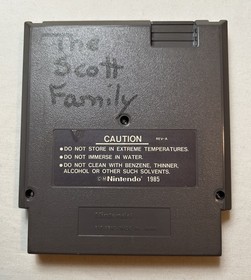 The
Scott
Family
CAUTION
REV-A
• DO NOT STORE IN EXTREME TEMPERATURES.
• DO NOT IMMERSE IN WATER.
• DO NOT CLEAN WITH BENZENE, THINNER,
ALCOHOL OR OTHER SUCH SOLVENTS.
©Nintendo 1985